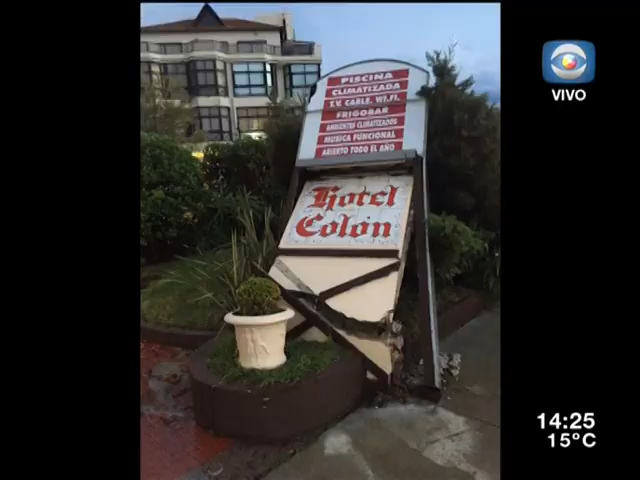 VIVO
PISCINA
CLIMATIZADA
T.V. CABLE. WI.FI.
FRIGOBAR
AMBIENTES CLIMATIZADOS
MUSICA FUNCIONAL
ABIERTO TODO EL AÑO
Hotel
Colón
14:25
15°C